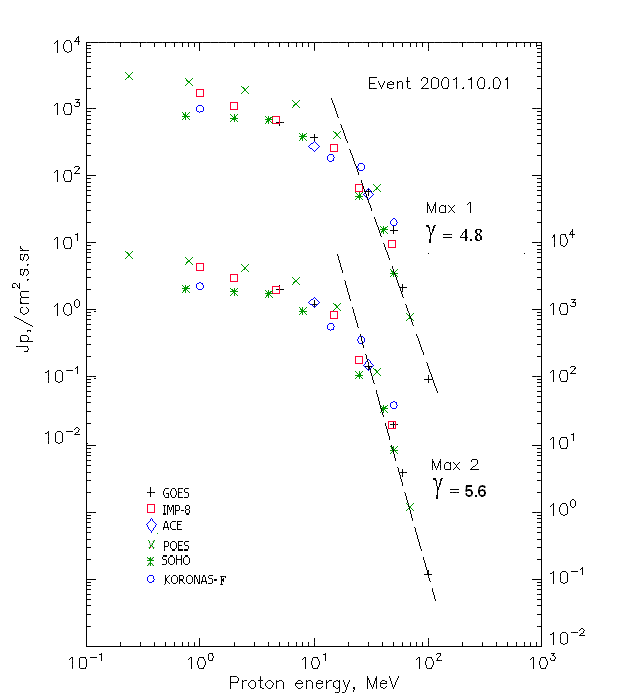 10^4
Event 2001.10.01
10^3
10^2
Max 1
γ = 4.8
10^1
10^4
10^0
10^3
10^-1
10^2
10^-2
10^1
Max 2
γ = 5.6
GOES
IMP-8
10^0
ACE
POES
SOHO
KORONAS-F
10^-1
10^-2
10^-1
10^0
10^1
10^2
10^3
Proton energy, MeV
Jp,/cm^2.s.sr